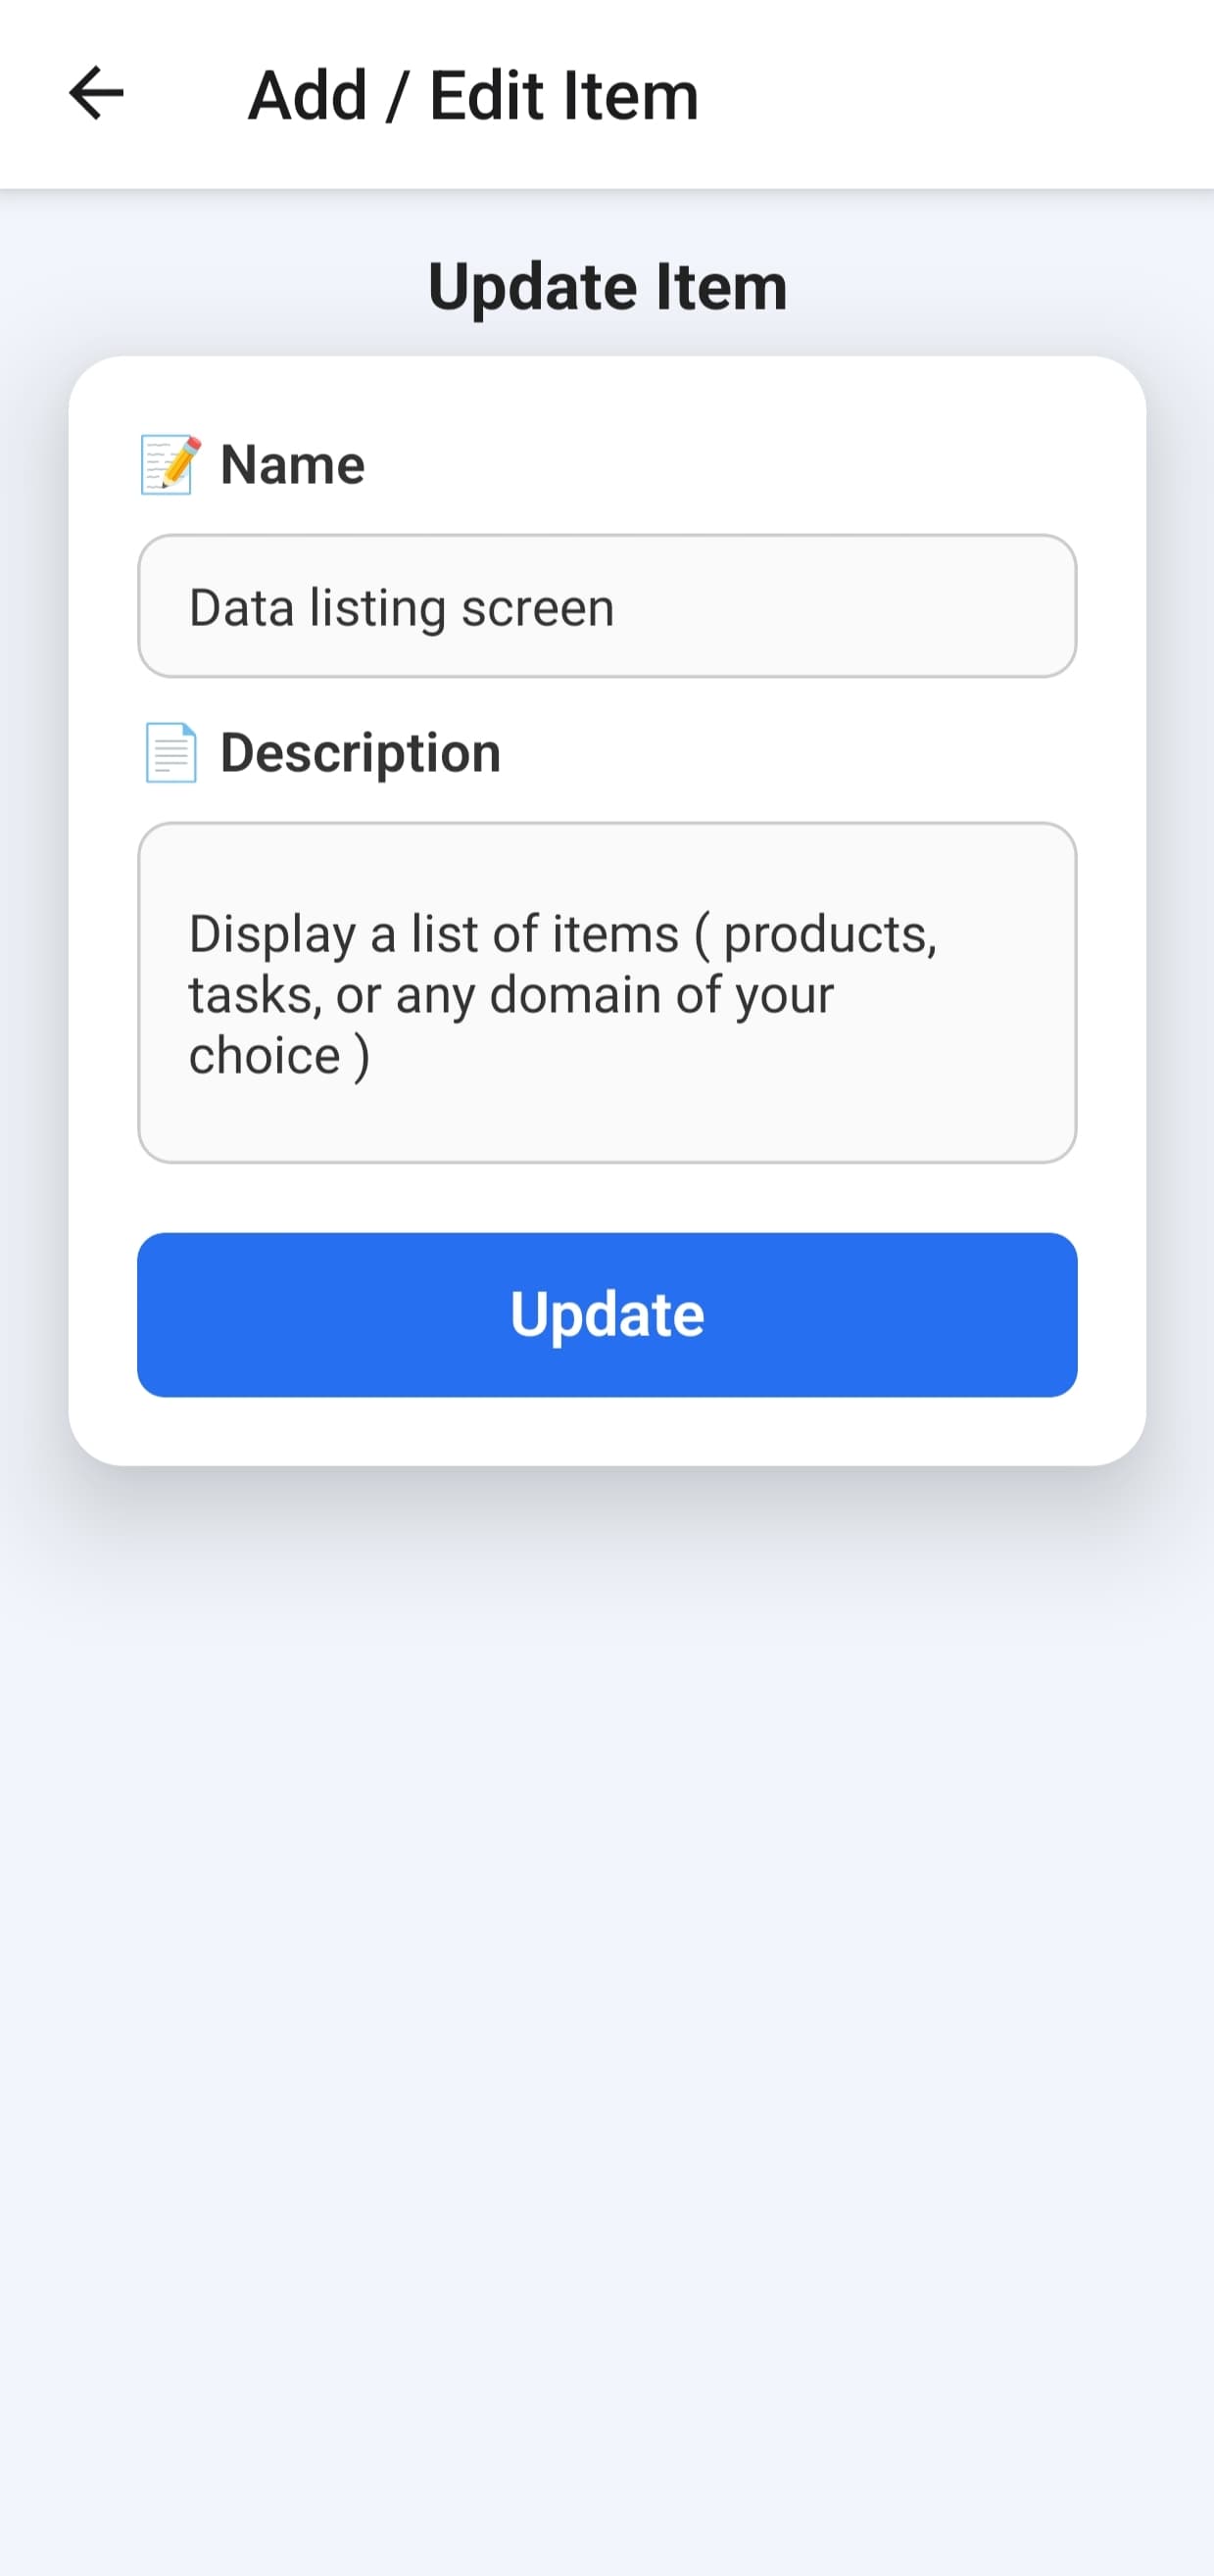 Add / Edit Item
Update Item
📝 Name
Data listing screen
📄 Description
Display a list of items ( products,
tasks, or any domain of your
choice )
Update